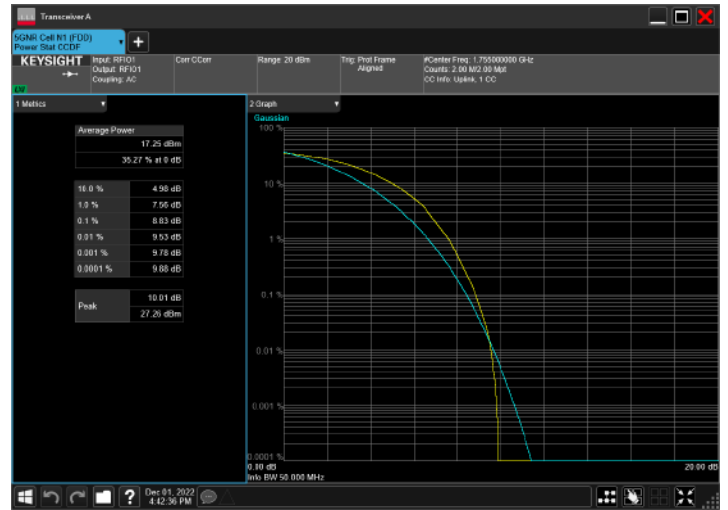 Transceiver A
5GNR Cell N1 (FDD)
Power Stat CCDF
KEYSIGHT
Input: RFIO1
Output: RFIO1
Coupling: AC
Corr CCorr
Range: 20 dBm
Trig: Prot Frame
Aligned
#Center Freq: 1.755000000 GHz
Counts: 2.00 M/2.00 Mpt
CC Info: Uplink, 1 CC
1 Metrics
Average Power
17.25 dBm
35.27 % at 0 dB
10.0 % 4.98 dB
1.0 % 7.56 dB
0.1 % 8.83 dB
0.01 % 9.53 dB
0.001 % 9.78 dB
0.0001 % 9.88 dB
Peak
10.01 dB
27.26 dBm
2 Graph
Gaussian
100 %
10 %
1 %
0.1 %
0.01 %
0.001 %
0.0001 %
0.00 dB
20.00 dB
Info BW 50.000 MHz
?
Dec 01, 2022
4:42:36 PM